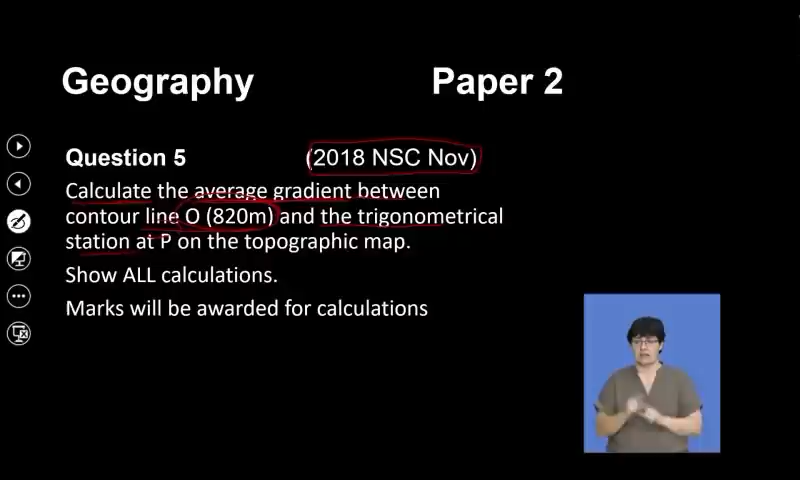 Geography Paper 2
Question 5 (2018 NSC Nov)
Calculate the average gradient between
contour line O (820m) and the trigonometrical
station at P on the topographic map.
Show ALL calculations.
Marks will be awarded for calculations